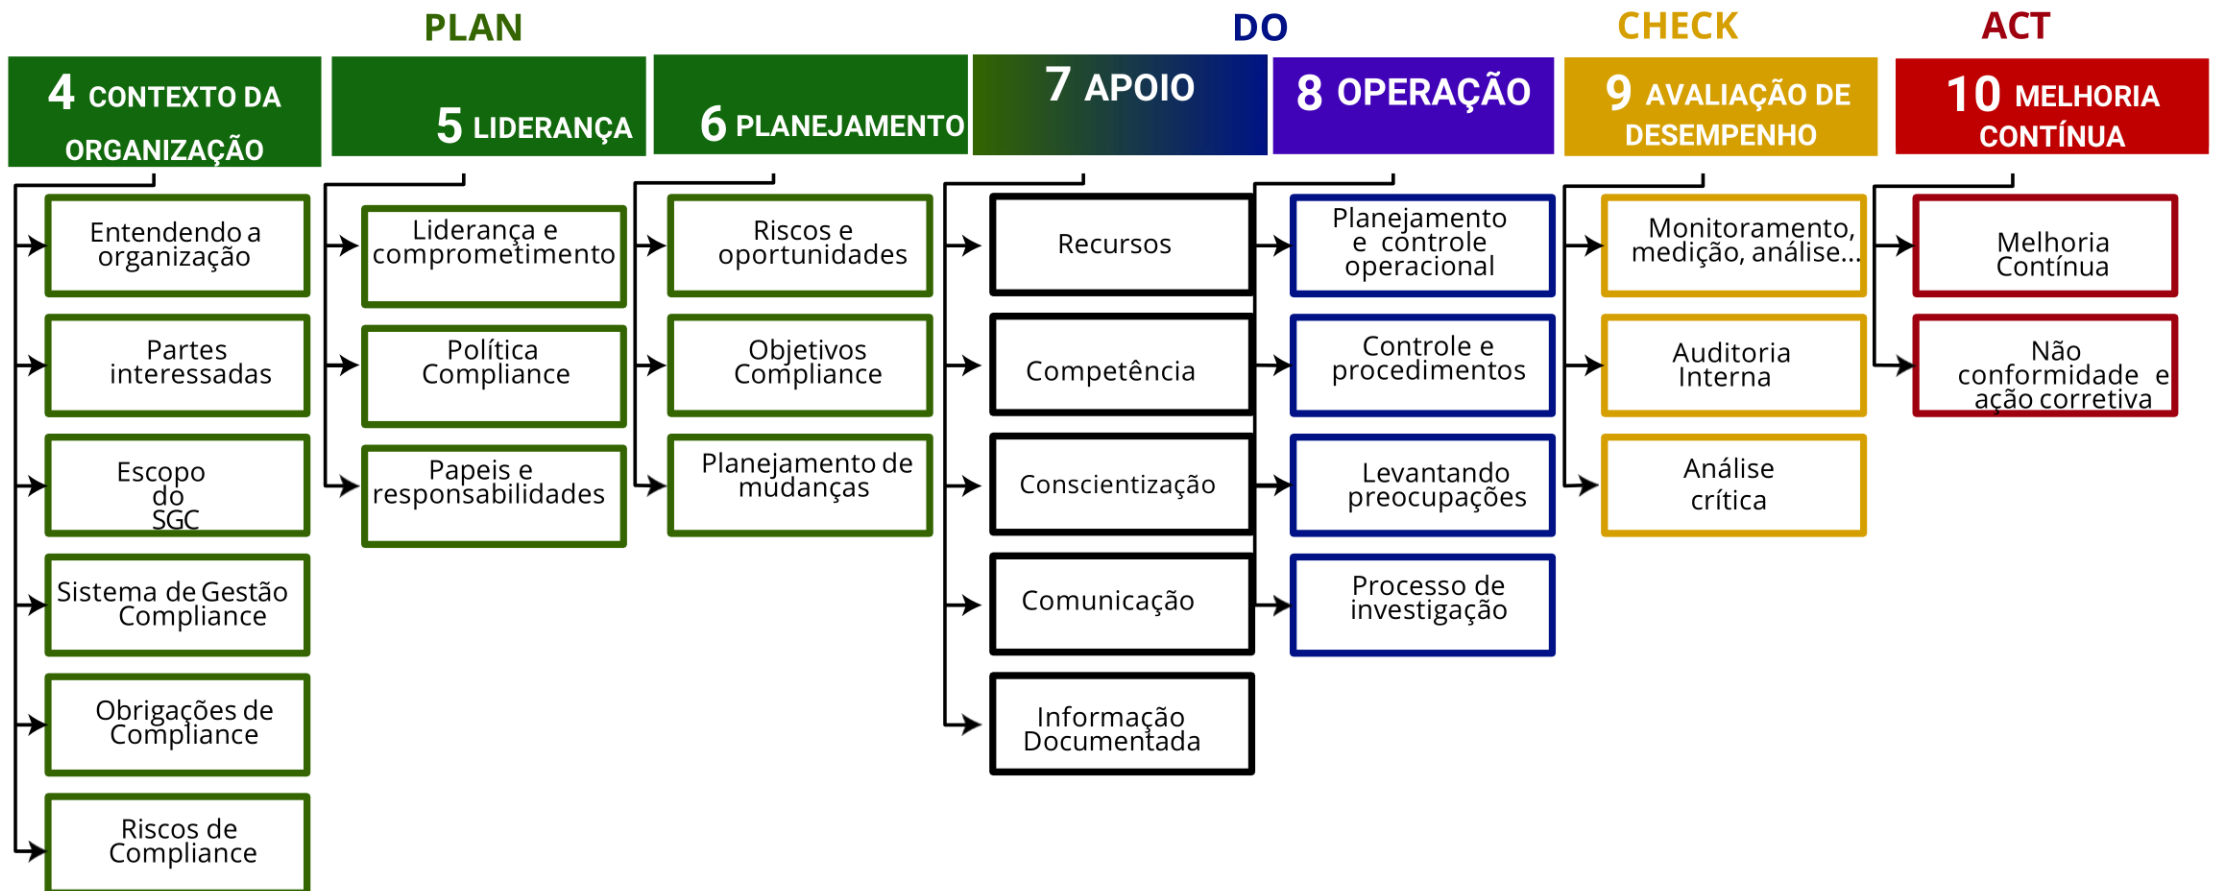 PLAN
DO
CHECK
ACT
4 CONTEXTO DA
ORGANIZAÇÃO
5 LIDERANÇA
6 PLANEJAMENTO
7 APOIO
8 OPERAÇÃO
9 AVALIAÇÃO DE
DESEMPENHO
10 MELHORIA
CONTÍNUA
Entendendo a
organização
Partes
interessadas
Escopo
do
SGC
Sistema de Gestão
Compliance
Obrigações de
Compliance
Riscos de
Compliance
Liderança e
comprometimento
Política
Compliance
Papeis e
responsabilidades
Riscos e
oportunidades
Objetivos
Compliance
Planejamento de
mudanças
Recursos
Competência
Conscientização
Comunicação
Informação
Documentada
Planejamento
e controle
operacional
Controle e
procedimentos
Levantando
preocupações
Processo de
investigação
Monitoramento,
medição, análise...
Auditoria
Interna
Análise
crítica
Melhoria
Contínua
Não
conformidade e
ação corretiva